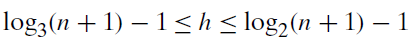 log₃(n + 1) − 1 ≤ h ≤ log₂(n + 1) − 1